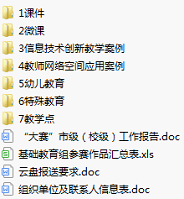 1课件
2微课
3信息技术创新教学案例
4教师网络空间应用案例
5幼儿教育
6特殊教育
7教学点
“大赛”市级（校级）工作报告.doc
基础教育组参赛作品汇总表.xls
云盘报送要求.doc
组织单位及联系人信息表.doc